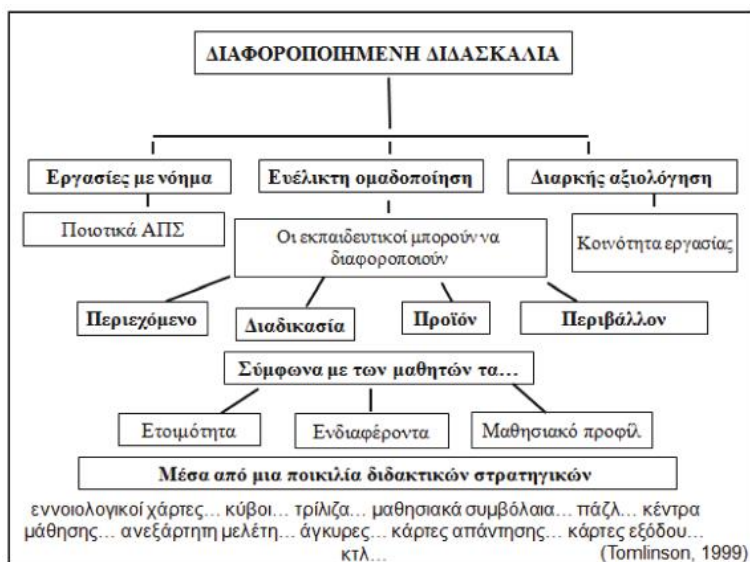 ΔΙΑΦΟΡΟΠΟΙΗΜΕΝΗ ΔΙΔΑΣΚΑΛΙΑ
Εργασίες με νόημα
Ευέλικτη ομαδοποίηση
Διαρκής αξιολόγηση
Ποιοτικά ΑΠΣ
Οι εκπαιδευτικοί μπορούν να
διαφοροποιούν
Κοινότητα εργασίας
Περιεχόμενο
Διαδικασία
Προϊόν
Περιβάλλον
Σύμφωνα με των μαθητών τα…
Ετοιμότητα
Ενδιαφέροντα
Μαθησιακό προφίλ
Μέσα από μια ποικιλία διδακτικών στρατηγικών
εννοιολογικοί χάρτες… κύβοι… τρίλιζα… μαθησιακά συμβόλαια… πάζλ… κέντρα
μάθησης… ανεξάρτητη μελέτη… άγκυρες… κάρτες απάντησης… κάρτες εξόδου…
κτλ…
(Tomlinson, 1999)